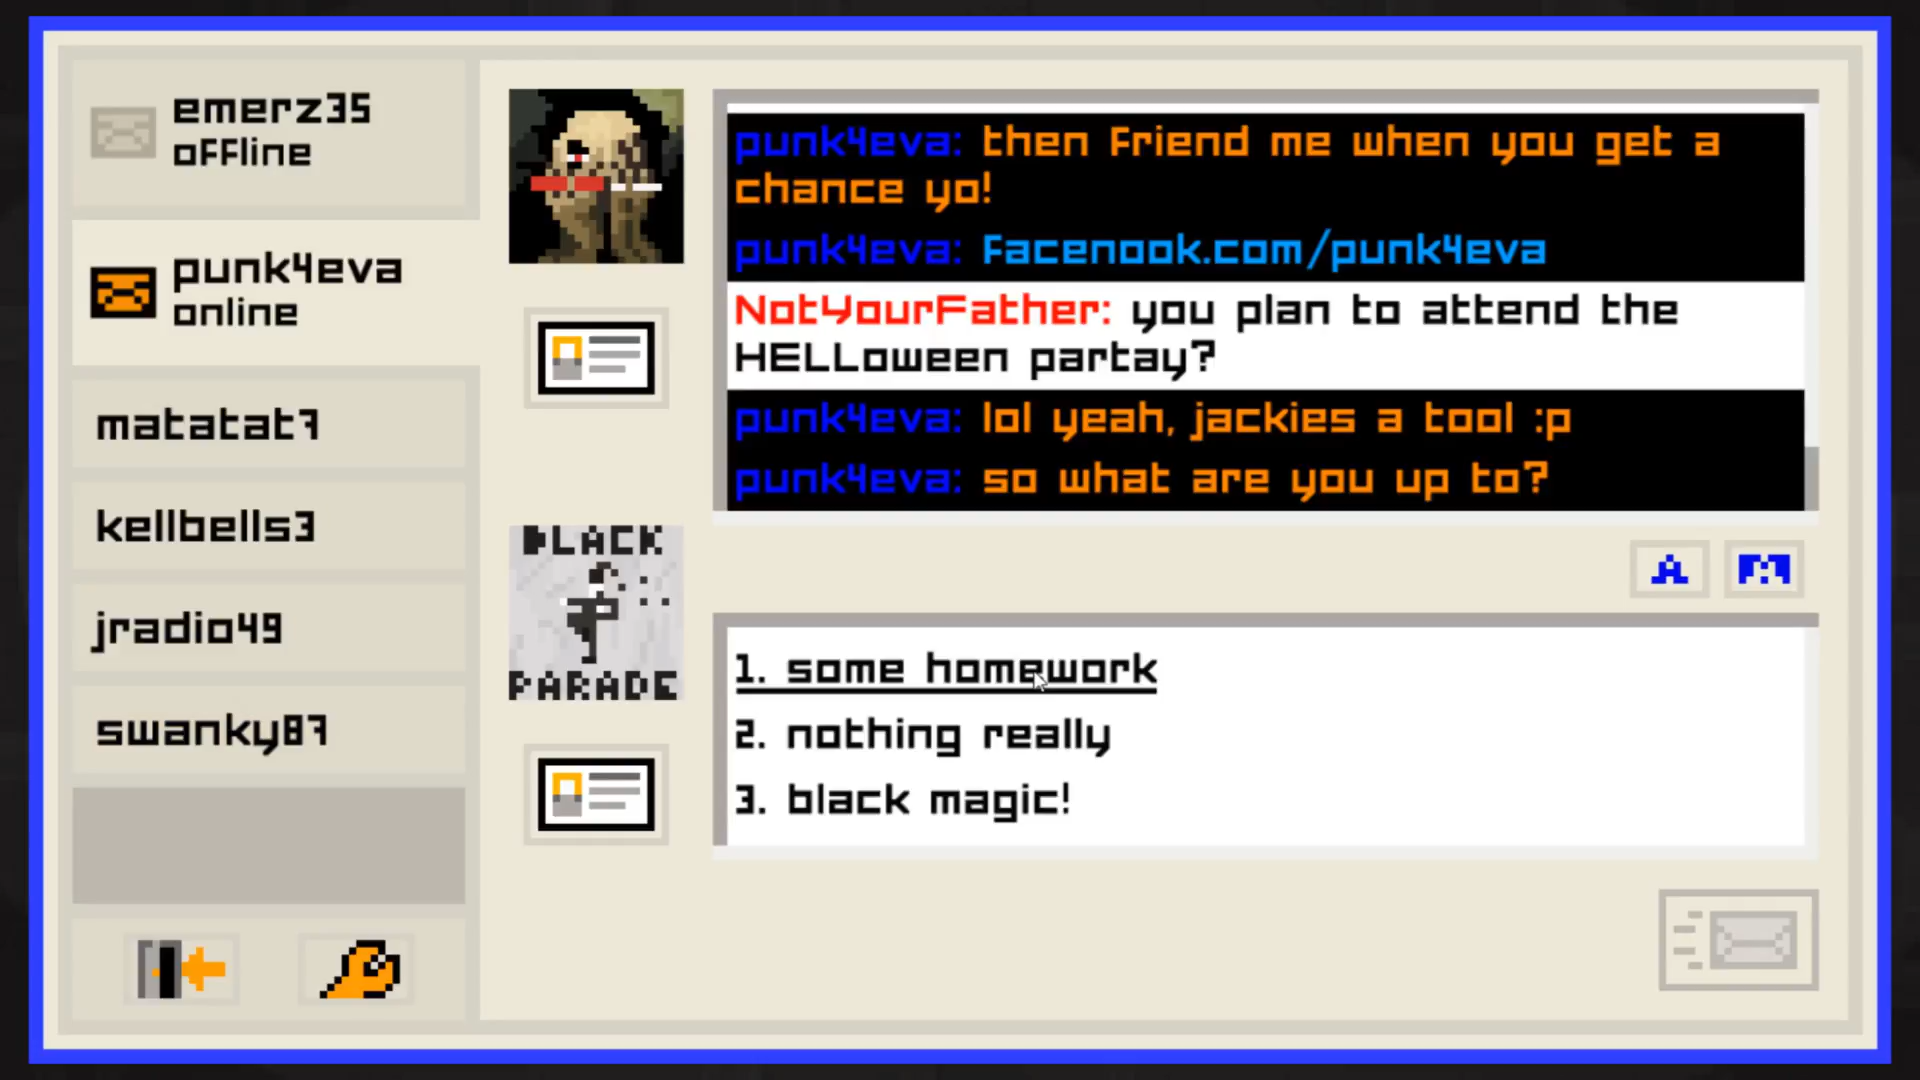 emerz35
offline
punk4eva
online
matatat7
kellbells3
jradio49
swanky87
punk4eva: then friend me when you get a
chance yo!
punk4eva: facenook.com/punk4eva
NotYourFather: you plan to attend the
HELLoween partay?
punk4eva: lol yeah, jackies a tool :p
punk4eva: so what are you up to?
BLACK
PARADE
A M
1. some homework
2. nothing really
3. black magic!